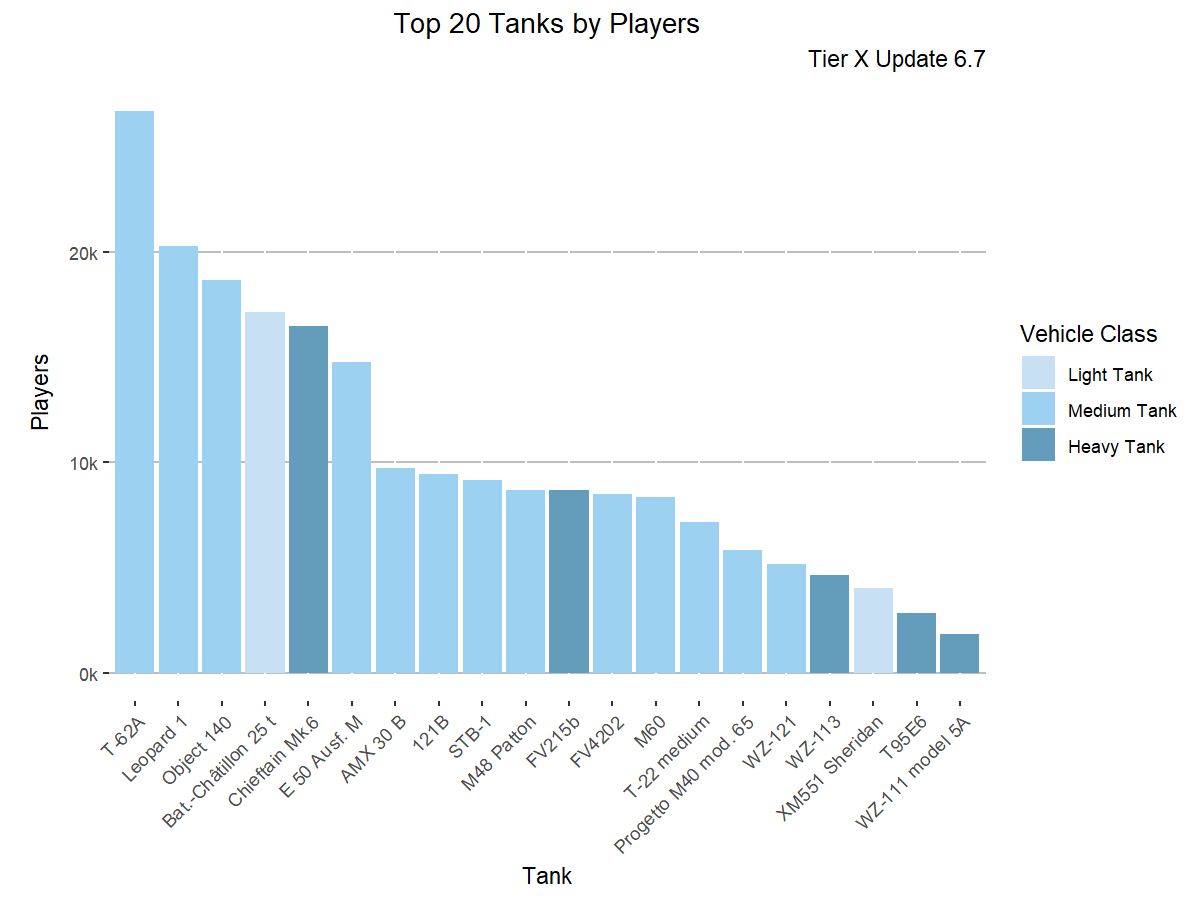 Top 20 Tanks by Players
Tier X Update 6.7
Players
20k
10k
0k
T-62A
Leopard 1
Object 140
Bat.-Châtillon 25 t
Chieftain Mk.6
E 50 Ausf. M
AMX 30 B
121B
STB-1
M48 Patton
FV215b
FV4202
M60
T-22 medium
Progetto M40 mod. 65
WZ-121
WZ-113
XM551 Sheridan
T95E6
WZ-111 model 5A
Tank
Vehicle Class
Light Tank
Medium Tank
Heavy Tank